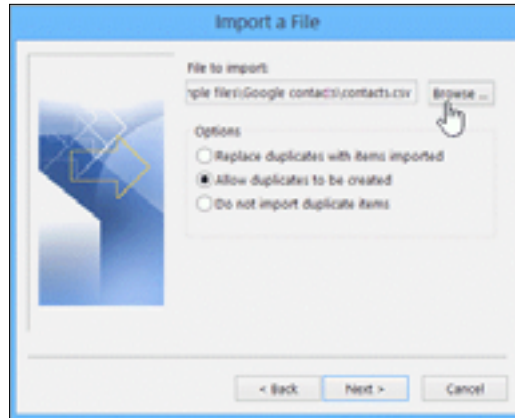 Import a File
File to import:
nple files\Google contacts\contacts.csv
Browse ...
Options
Replace duplicates with items imported
Allow duplicates to be created
Do not import duplicate items
< Back
Next >
Cancel